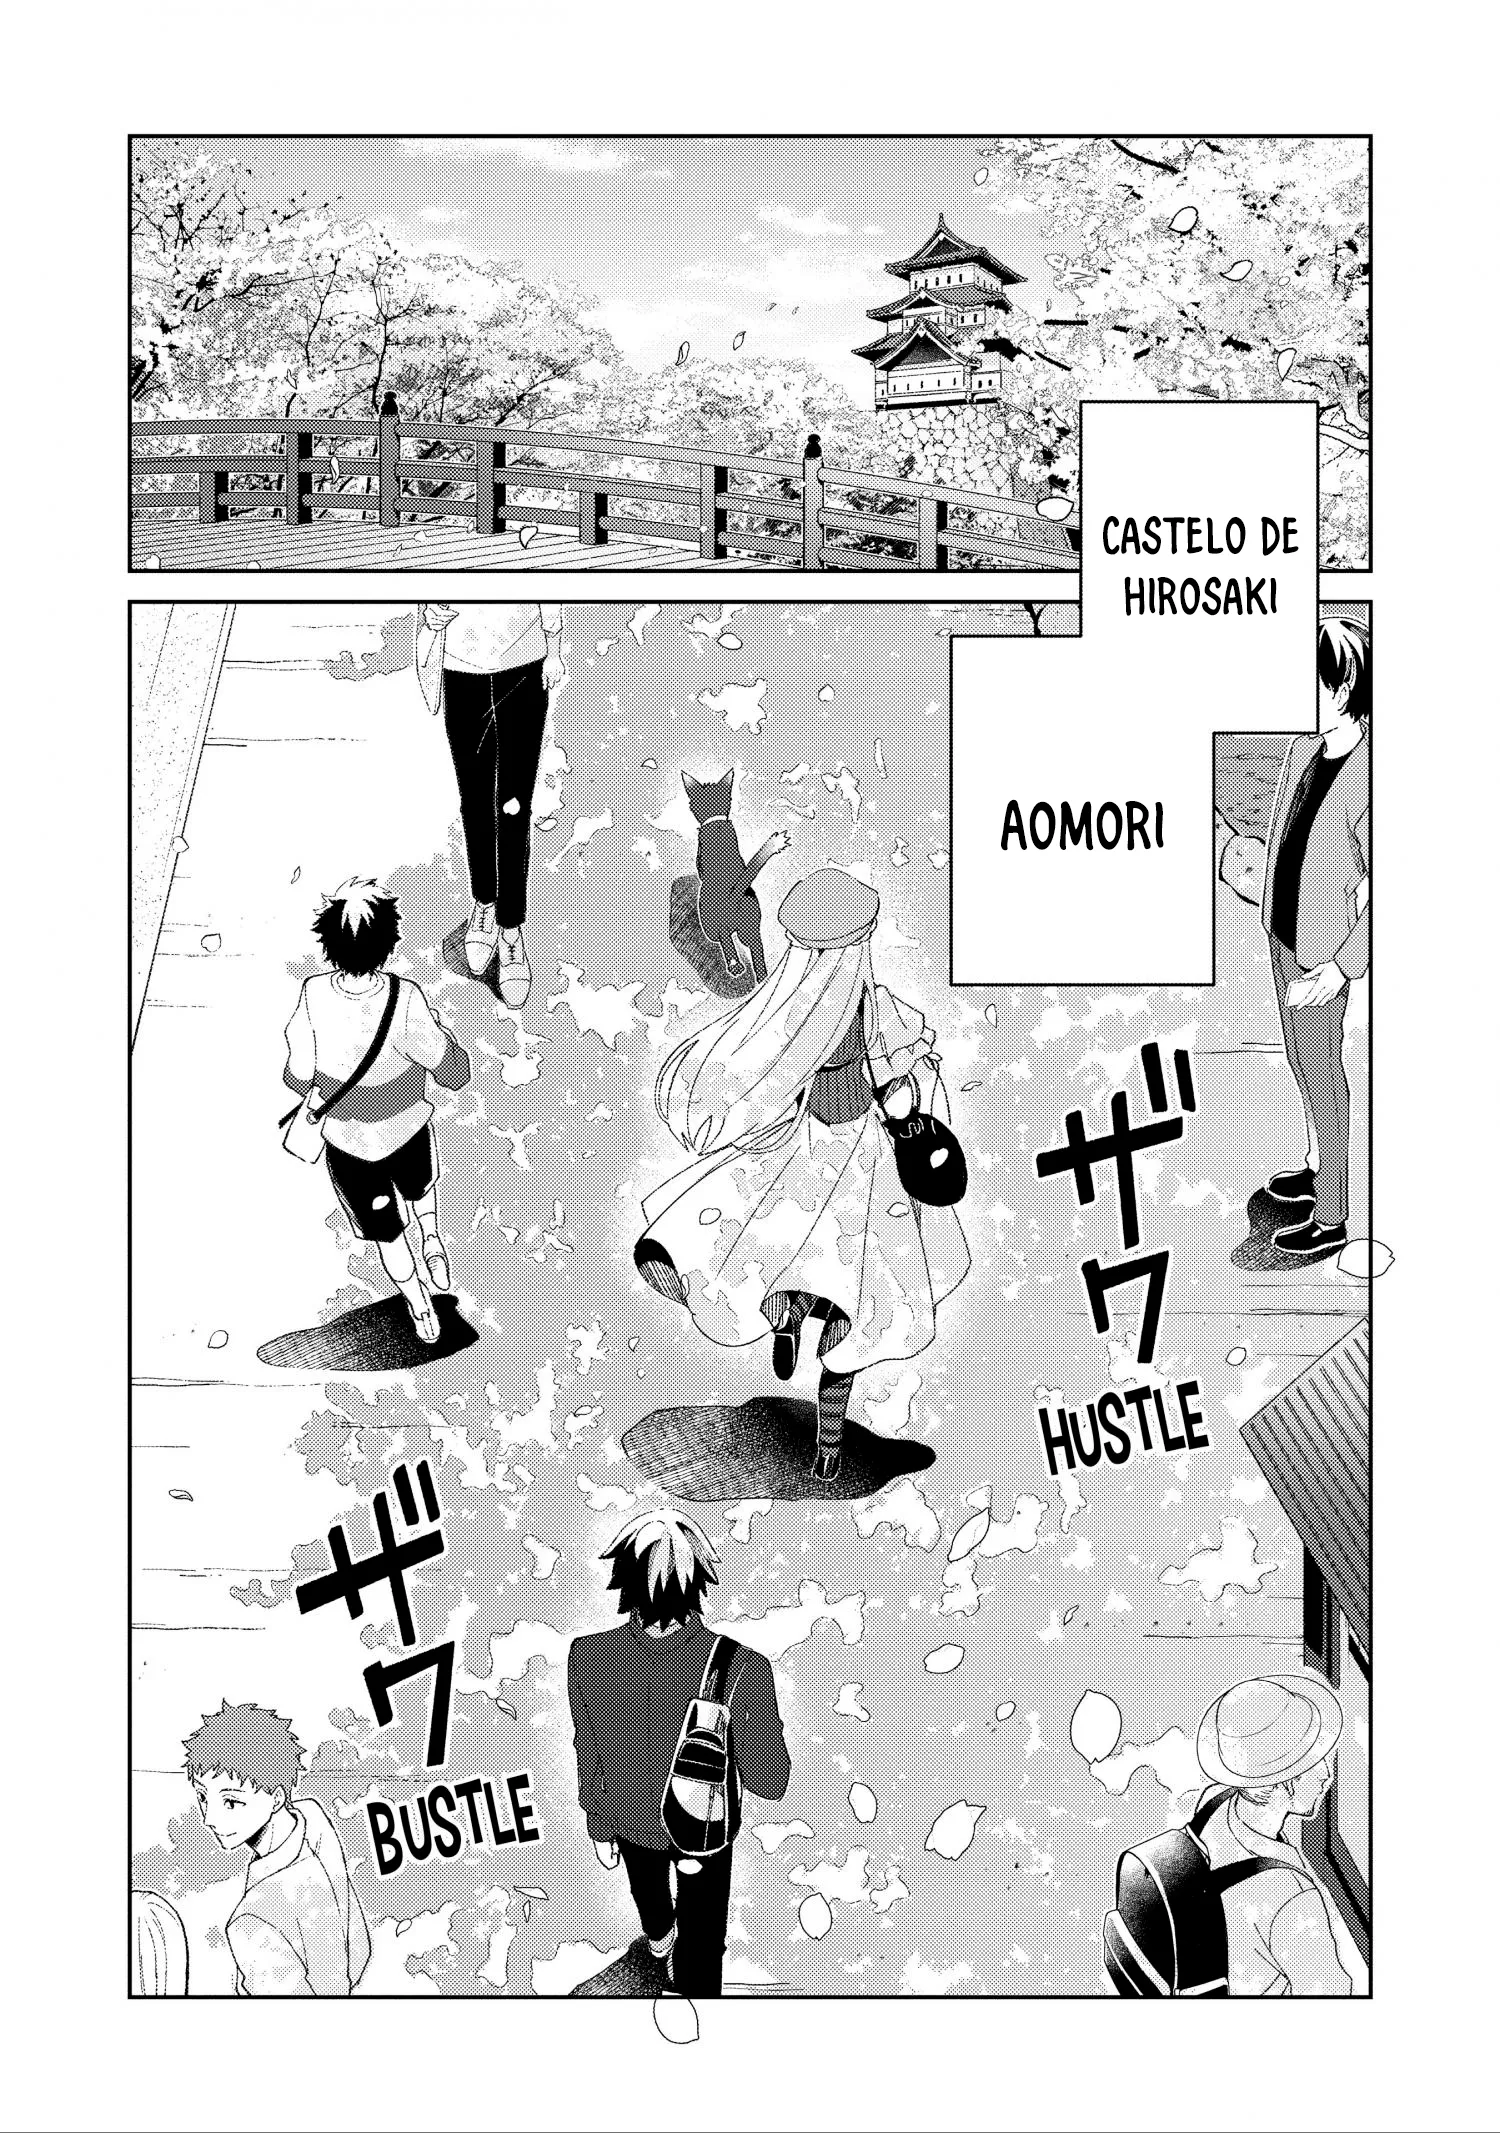 CASTELO DE
HIROSAKI
AOMORI
ザワ
HUSTLE
ザワ
BUSTLE